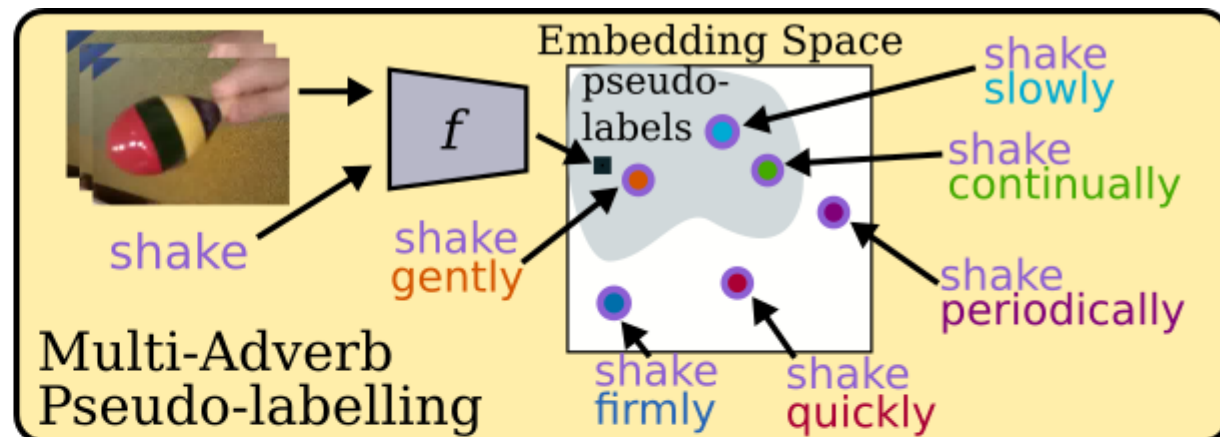 Embedding Space
pseudo-
labels
f
shake
shake
gently
shake
slowly
shake
continually
shake
periodically
shake
firmly
shake
quickly
Multi-Adverb
Pseudo-labelling